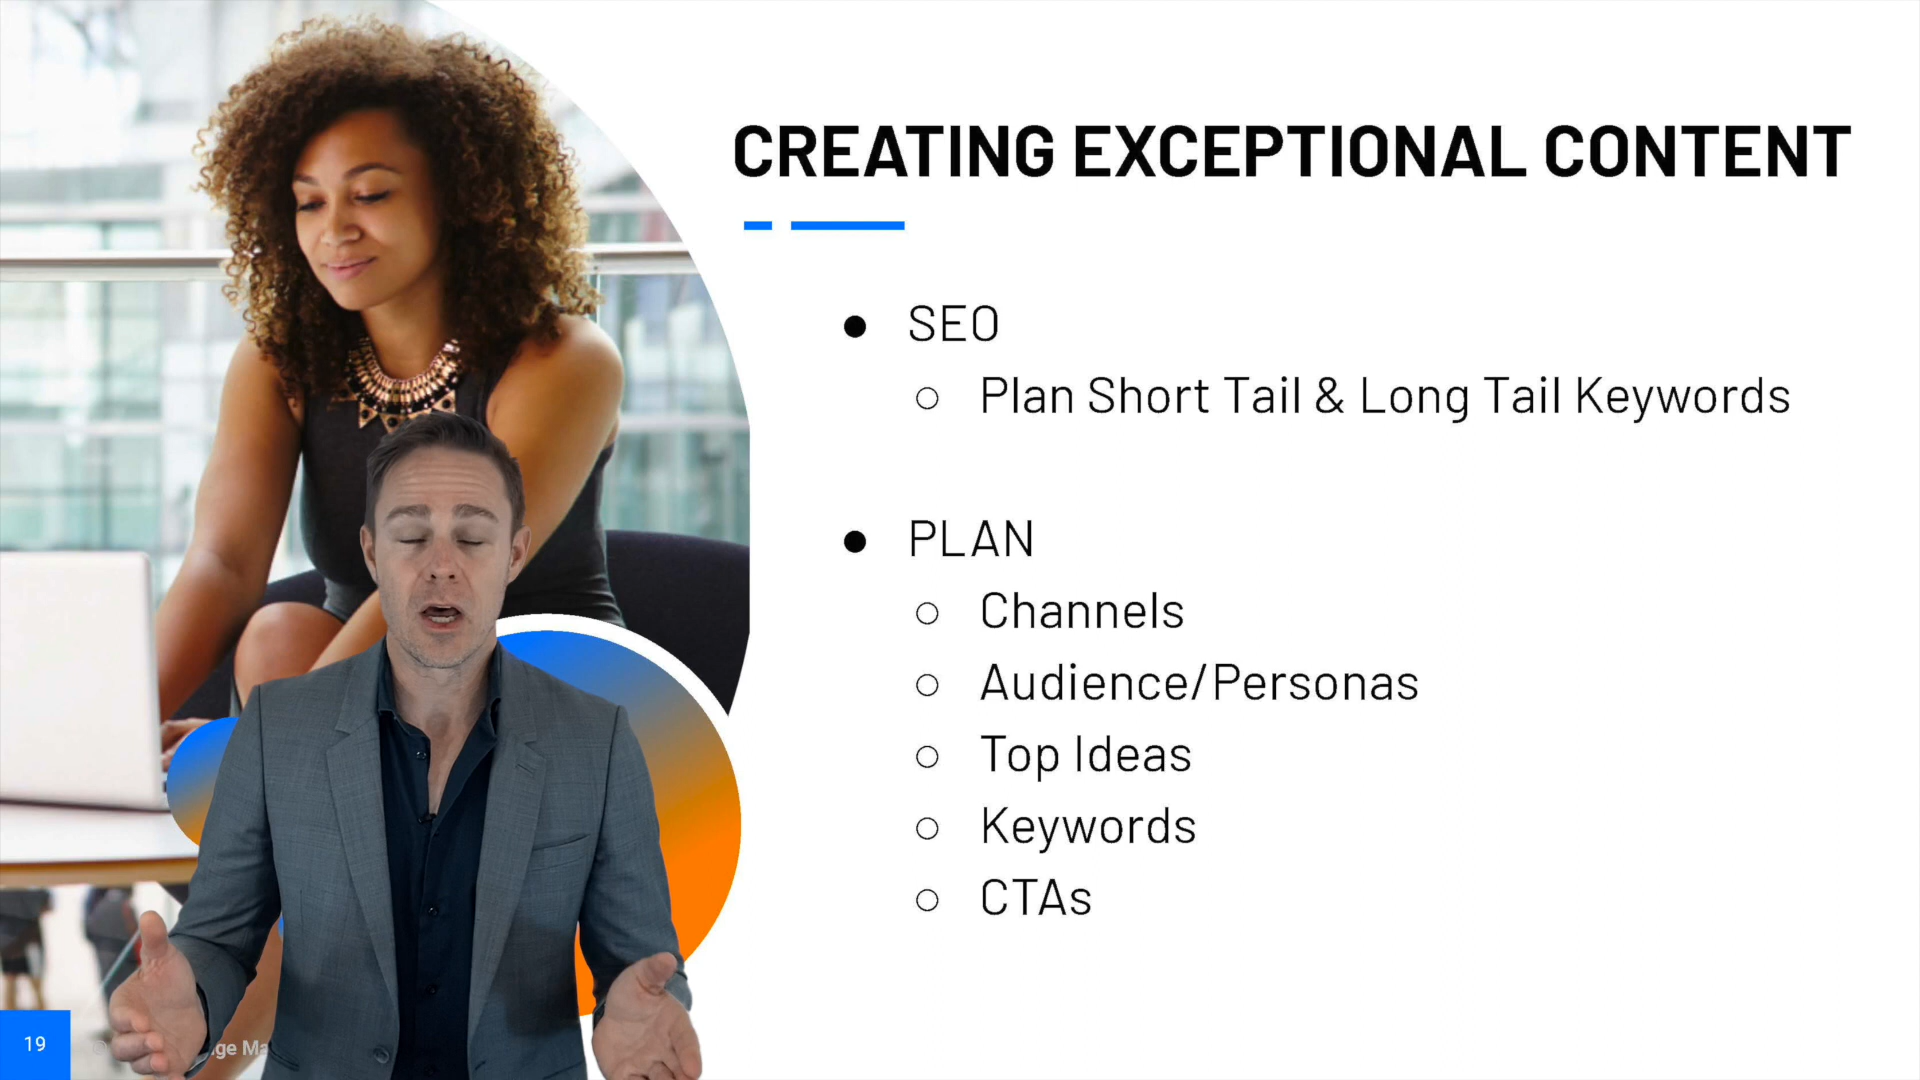 CREATING EXCEPTIONAL CONTENT
● SEO
○ Plan Short Tail & Long Tail Keywords
● PLAN
○ Channels
○ Audience/Personas
○ Top Ideas
○ Keywords
○ CTAs
19